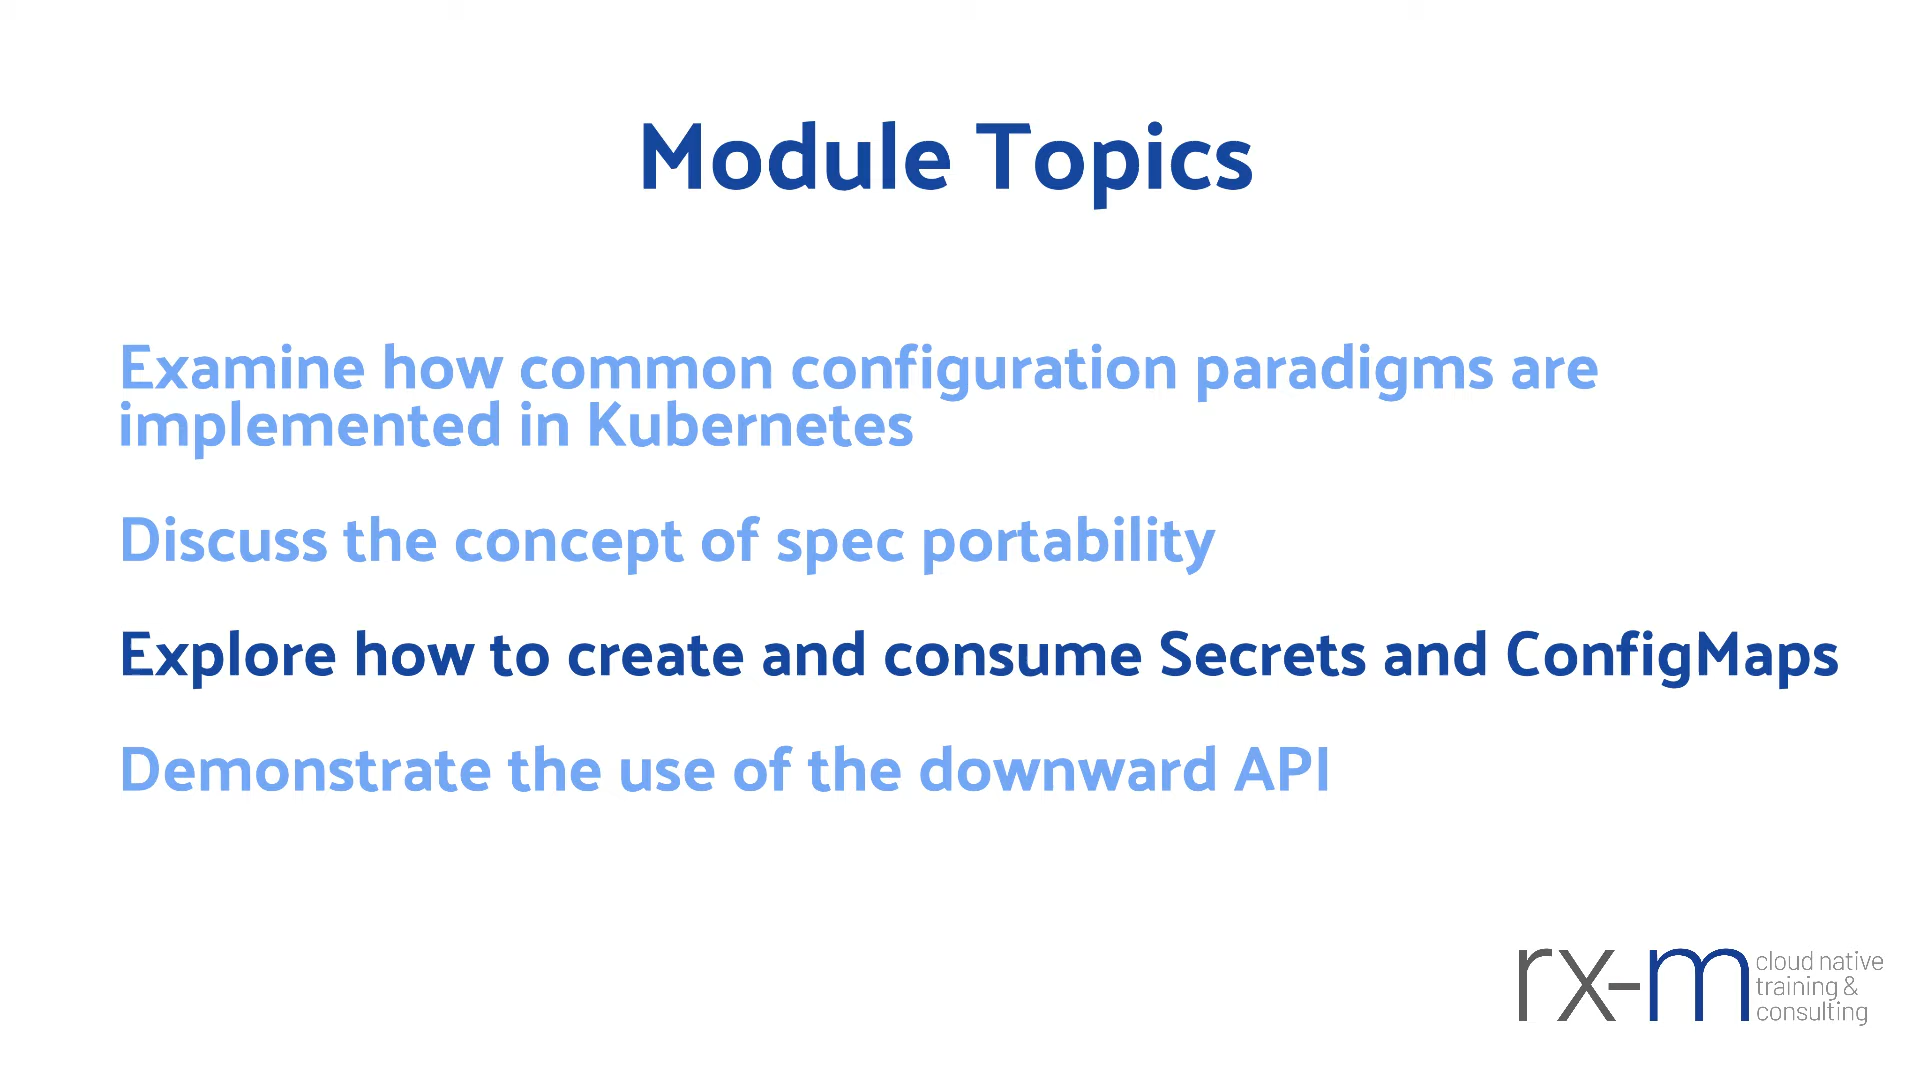 Module Topics
Examine how common configuration paradigms are
implemented in Kubernetes
Discuss the concept of spec portability
Explore how to create and consume Secrets and ConfigMaps
Demonstrate the use of the downward API
rx-m
cloud native
training &
consulting